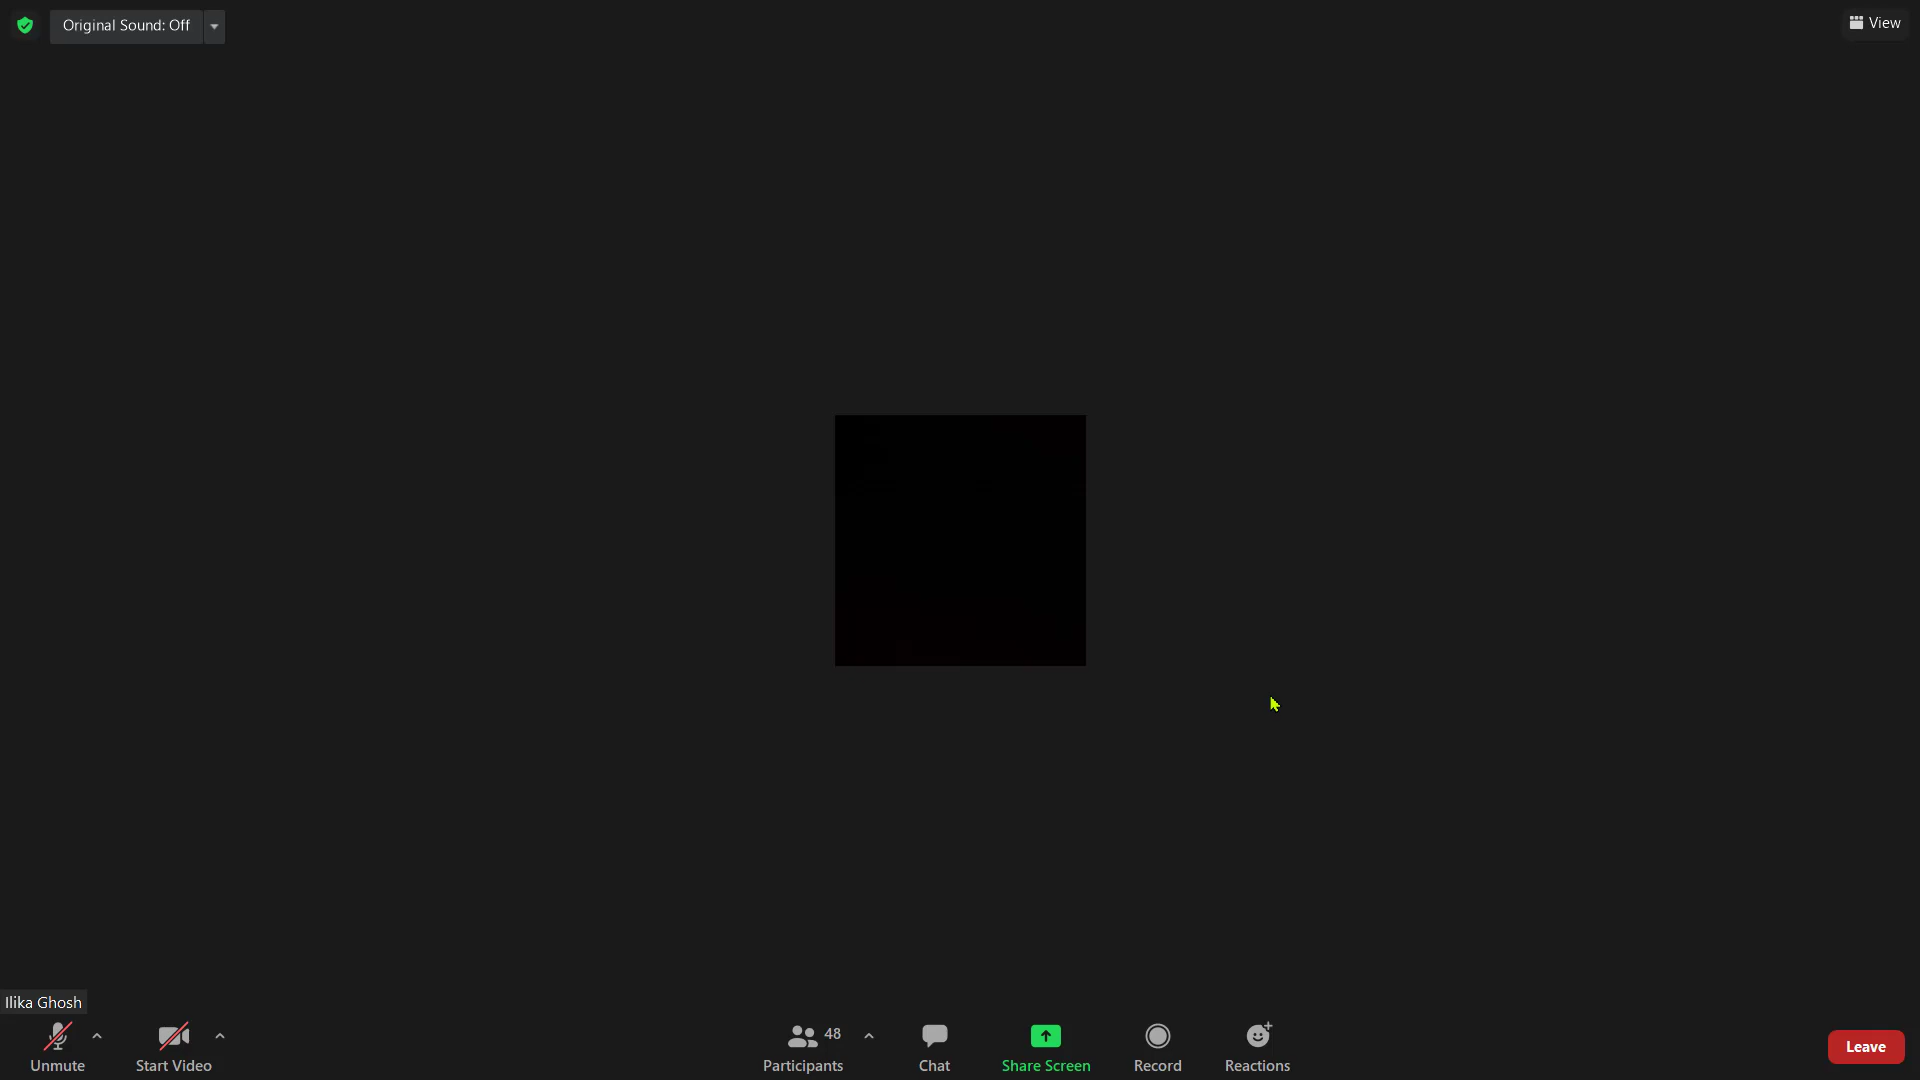 Original Sound: Off
View
Ilika Ghosh
Unmute
Start Video
48
Participants
Chat
Share Screen
Record
Reactions
Leave